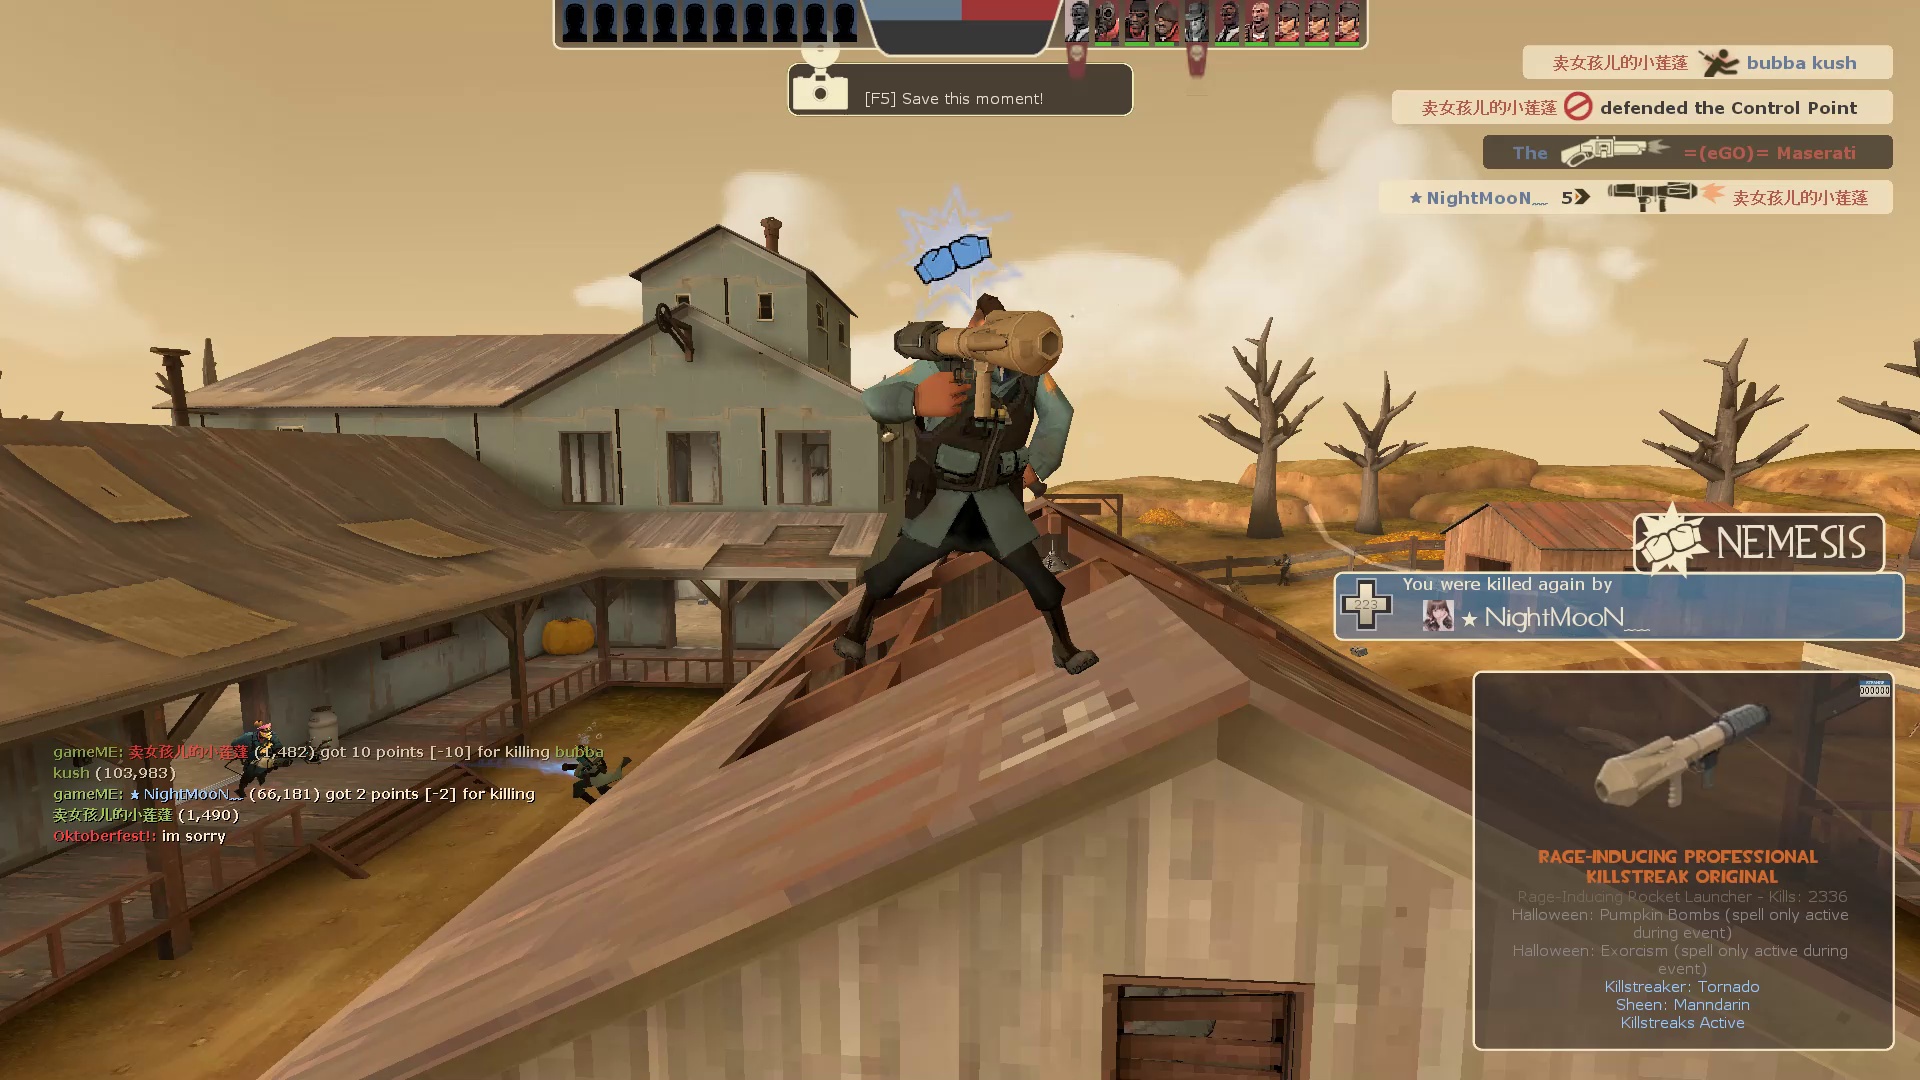 [F5] Save this moment!
卖女孩儿的小莲蓬 bubba kush
卖女孩儿的小莲蓬 defended the Control Point
The =(eGO)= Maserati
★ NightMooN__ 5 卖女孩儿的小莲蓬
NEMESIS
You were killed again by
223
★ NightMooN__
000000
RAGE-INDUCING PROFESSIONAL
KILLSTREAK ORIGINAL
Rage-Inducing Rocket Launcher - Kills: 2336
Halloween: Pumpkin Bombs (spell only active
during event)
Halloween: Exorcism (spell only active during
event)
Killstreaker: Tornado
Sheen: Manndarin
Killstreaks Active
gameME: 卖女孩儿的小莲蓬 (1,482) got 10 points [-10] for killing bubba
kush (103,983)
gameME: ★ NightMooN__ (66,181) got 2 points [-2] for killing
卖女孩儿的小莲蓬 (1,490)
Oktoberfest!: im sorry